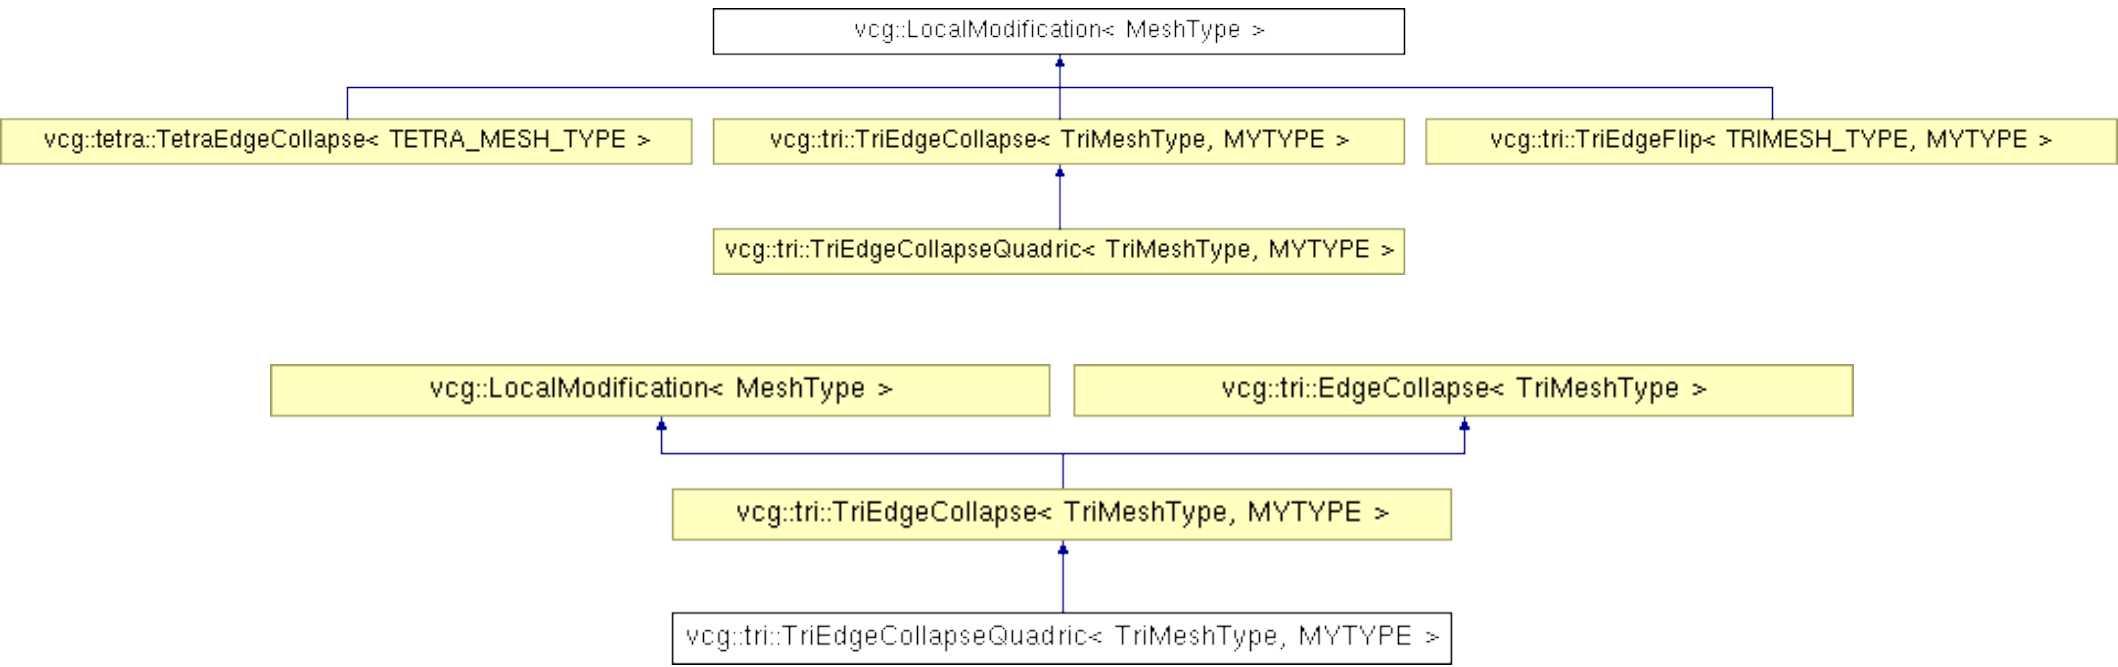 vcg::LocalModification< MeshType >
vcg::tetra::TetraEdgeCollapse< TETRA_MESH_TYPE >
vcg::tri::TriEdgeCollapse< TriMeshType, MYTYPE >
vcg::tri::TriEdgeFlip< TRIMESH_TYPE, MYTYPE >
vcg::tri::TriEdgeCollapseQuadric< TriMeshType, MYTYPE >
vcg::LocalModification< MeshType >
vcg::tri::EdgeCollapse< TriMeshType >
vcg::tri::TriEdgeCollapse< TriMeshType, MYTYPE >
vcg::tri::TriEdgeCollapseQuadric< TriMeshType, MYTYPE >